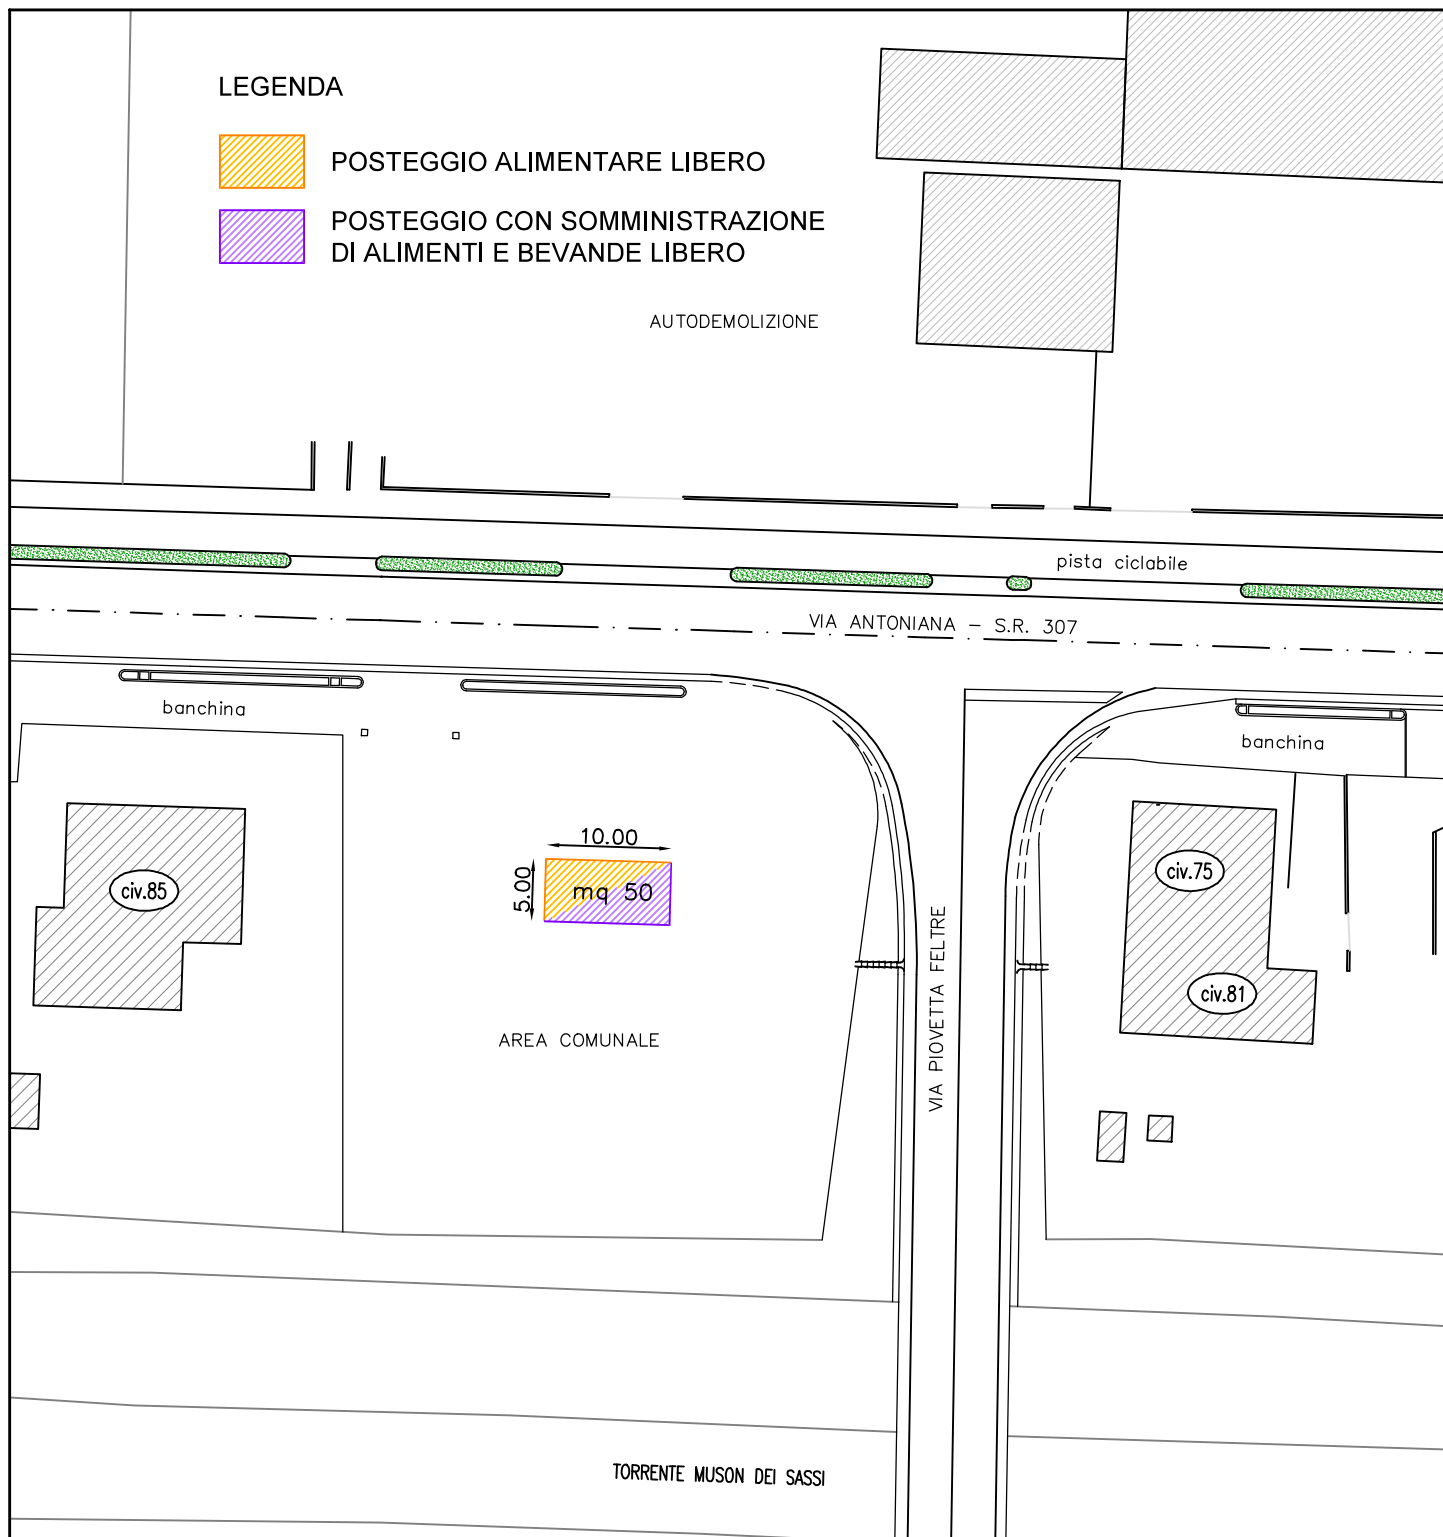 LEGENDA
POSTEGGIO ALIMENTARE LIBERO
POSTEGGIO CON SOMMINISTRAZIONE
DI ALIMENTI E BEVANDE LIBERO
AUTODEMOLIZIONE
pista ciclabile
VIA ANTONIANA – S.R. 307
banchina
banchina
10.00
5.00
mq 50
civ.85
civ.75
civ.81
VIA PIOVETTA FELTRE
AREA COMUNALE
TORRENTE MUSON DEI SASSI